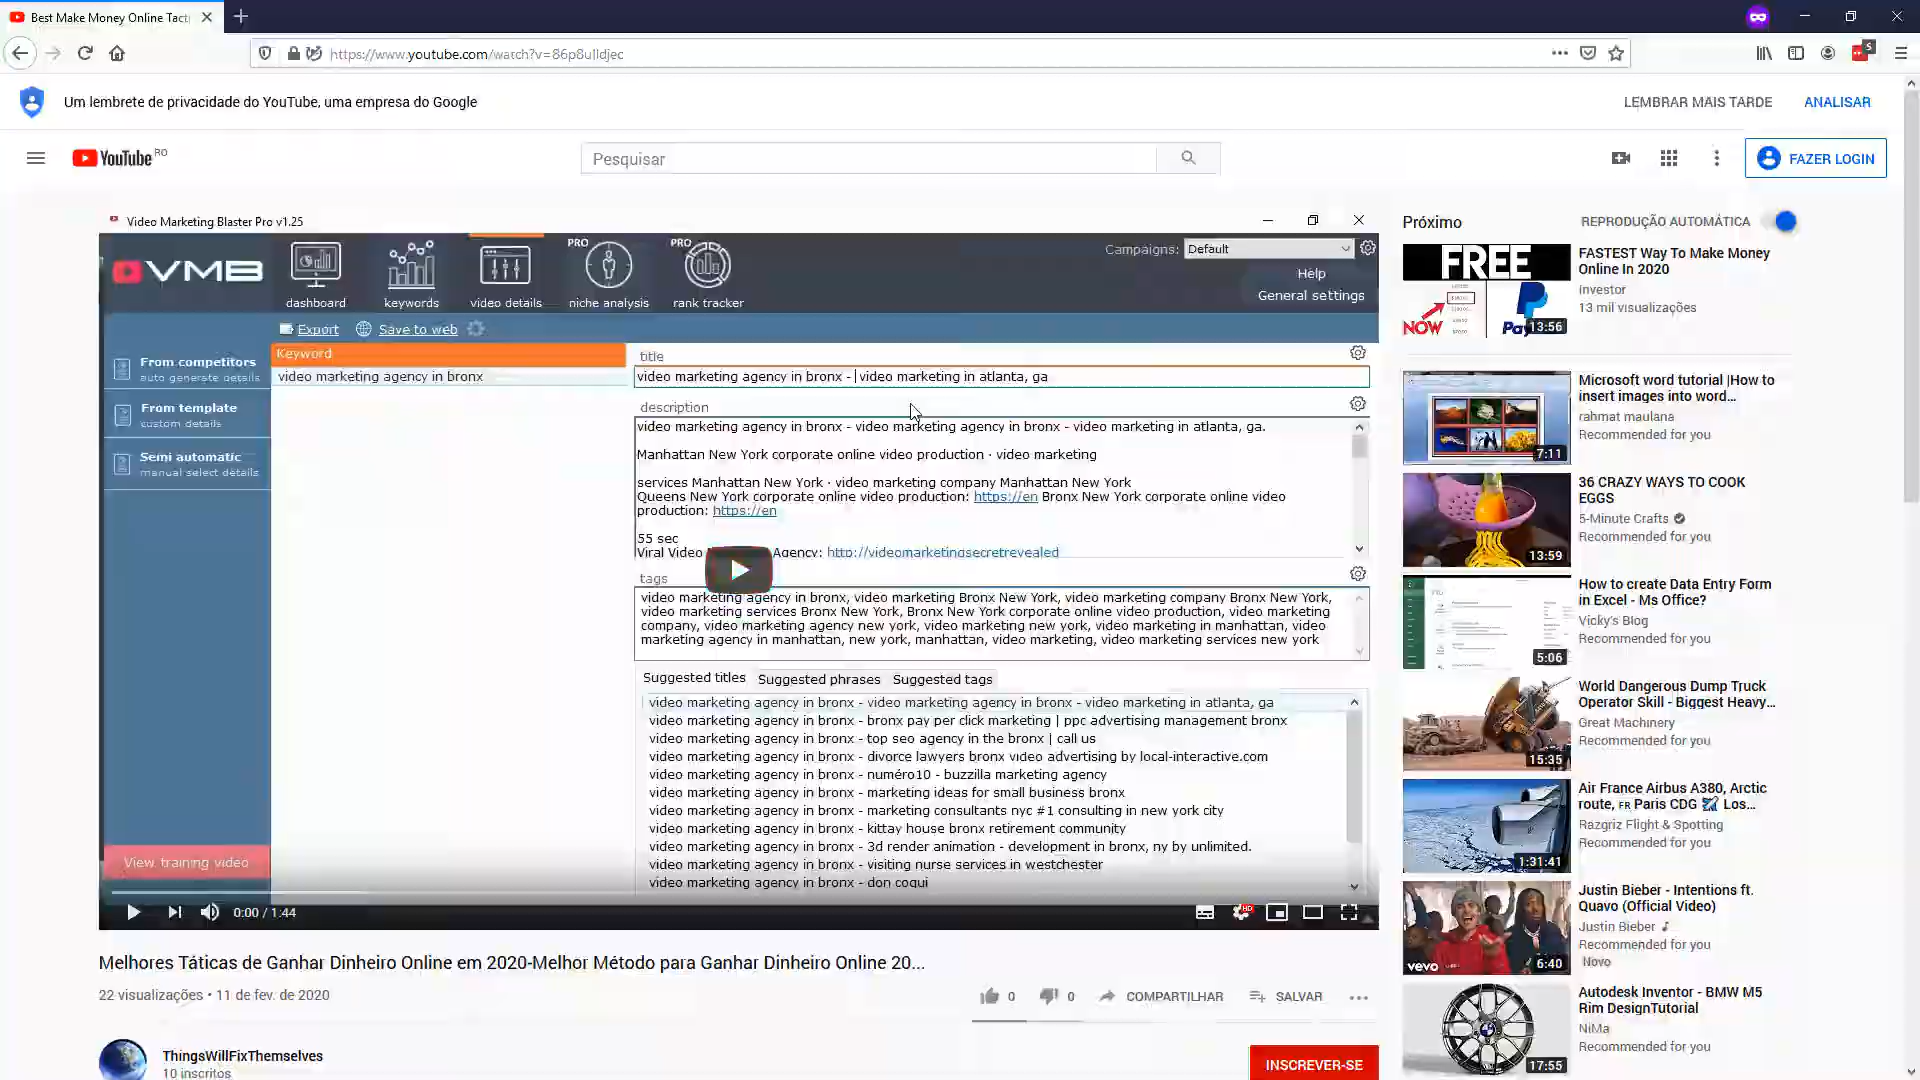 Best Make Money Online Tact
https://www.youtube.com/watch?v=86p8ulldjec
S
Um lembrete de privacidade do YouTube, uma empresa do Google
LEMBRAR MAIS TARDE
ANALISAR
YouTube RO
Pesquisar
FAZER LOGIN
Video Marketing Blaster Pro v1.25
VMB
dashboard
keywords
video details
PRO
niche analysis
PRO
rank tracker
Campaigns: Default
Help
General settings
Export
Save to web
From competitors
auto generate details
From template
custom details
Semi automatic
manual select details
View training video
Keyword
video marketing agency in bronx
title
video marketing agency in bronx - video marketing in atlanta, ga
description
video marketing agency in bronx - video marketing agency in bronx - video marketing in atlanta, ga.
Manhattan New York corporate online video production · video marketing
services Manhattan New York · video marketing company Manhattan New York
Queens New York corporate online video production: https://en Bronx New York corporate online video
production: https://en
55 sec
Viral Video Agency: http://videomarketingsecretrevealed
tags
video marketing agency in bronx, video marketing Bronx New York, video marketing company Bronx New York,
video marketing services Bronx New York, Bronx New York corporate online video production, video marketing
company, video marketing agency new york, video marketing new york, video marketing in manhattan, video
marketing agency in manhattan, new york, manhattan, video marketing, video marketing services new york
Suggested titles
Suggested phrases
Suggested tags
video marketing agency in bronx - video marketing agency in bronx - video marketing in atlanta, ga
video marketing agency in bronx - bronx pay per click marketing | ppc advertising management bronx
video marketing agency in bronx - top seo agency in the bronx | call us
video marketing agency in bronx - divorce lawyers bronx video advertising by local-interactive.com
video marketing agency in bronx - numéro10 - buzzilla marketing agency
video marketing agency in bronx - marketing ideas for small business bronx
video marketing agency in bronx - marketing consultants nyc #1 consulting in new york city
video marketing agency in bronx - kittay house bronx retirement community
video marketing agency in bronx - 3d render animation - development in bronx, ny by unlimited.
video marketing agency in bronx - visiting nurse services in westchester
video marketing agency in bronx - don coqui
0:00 / 1:44
HD
Melhores Táticas de Ganhar Dinheiro Online em 2020-Melhor Método para Ganhar Dinheiro Online 20...
22 visualizações • 11 de fev. de 2020
0
0
COMPARTILHAR
SALVAR
ThingsWillFixThemselves
10 inscritos
INSCREVER-SE
Próximo
REPRODUÇÃO AUTOMÁTICA
FREE
NOW
Pay
13:56
FASTEST Way To Make Money
Online In 2020
Investor
13 mil visualizações
7:11
Microsoft word tutorial |How to
insert images into word...
rahmat maulana
Recommended for you
13:59
36 CRAZY WAYS TO COOK
EGGS
5-Minute Crafts
Recommended for you
5:06
How to create Data Entry Form
in Excel - Ms Office?
Vicky's Blog
Recommended for you
15:35
World Dangerous Dump Truck
Operator Skill - Biggest Heavy...
Great Machinery
Recommended for you
1:31:41
Air France Airbus A380, Arctic
route, FR Paris CDG ✈ Los...
Razgriz Flight & Spotting
Recommended for you
vevo
6:40
Justin Bieber - Intentions ft.
Quavo (Official Video)
Justin Bieber
Recommended for you
Novo
17:55
Autodesk Inventor - BMW M5
Rim DesignTutorial
NiMa
Recommended for you